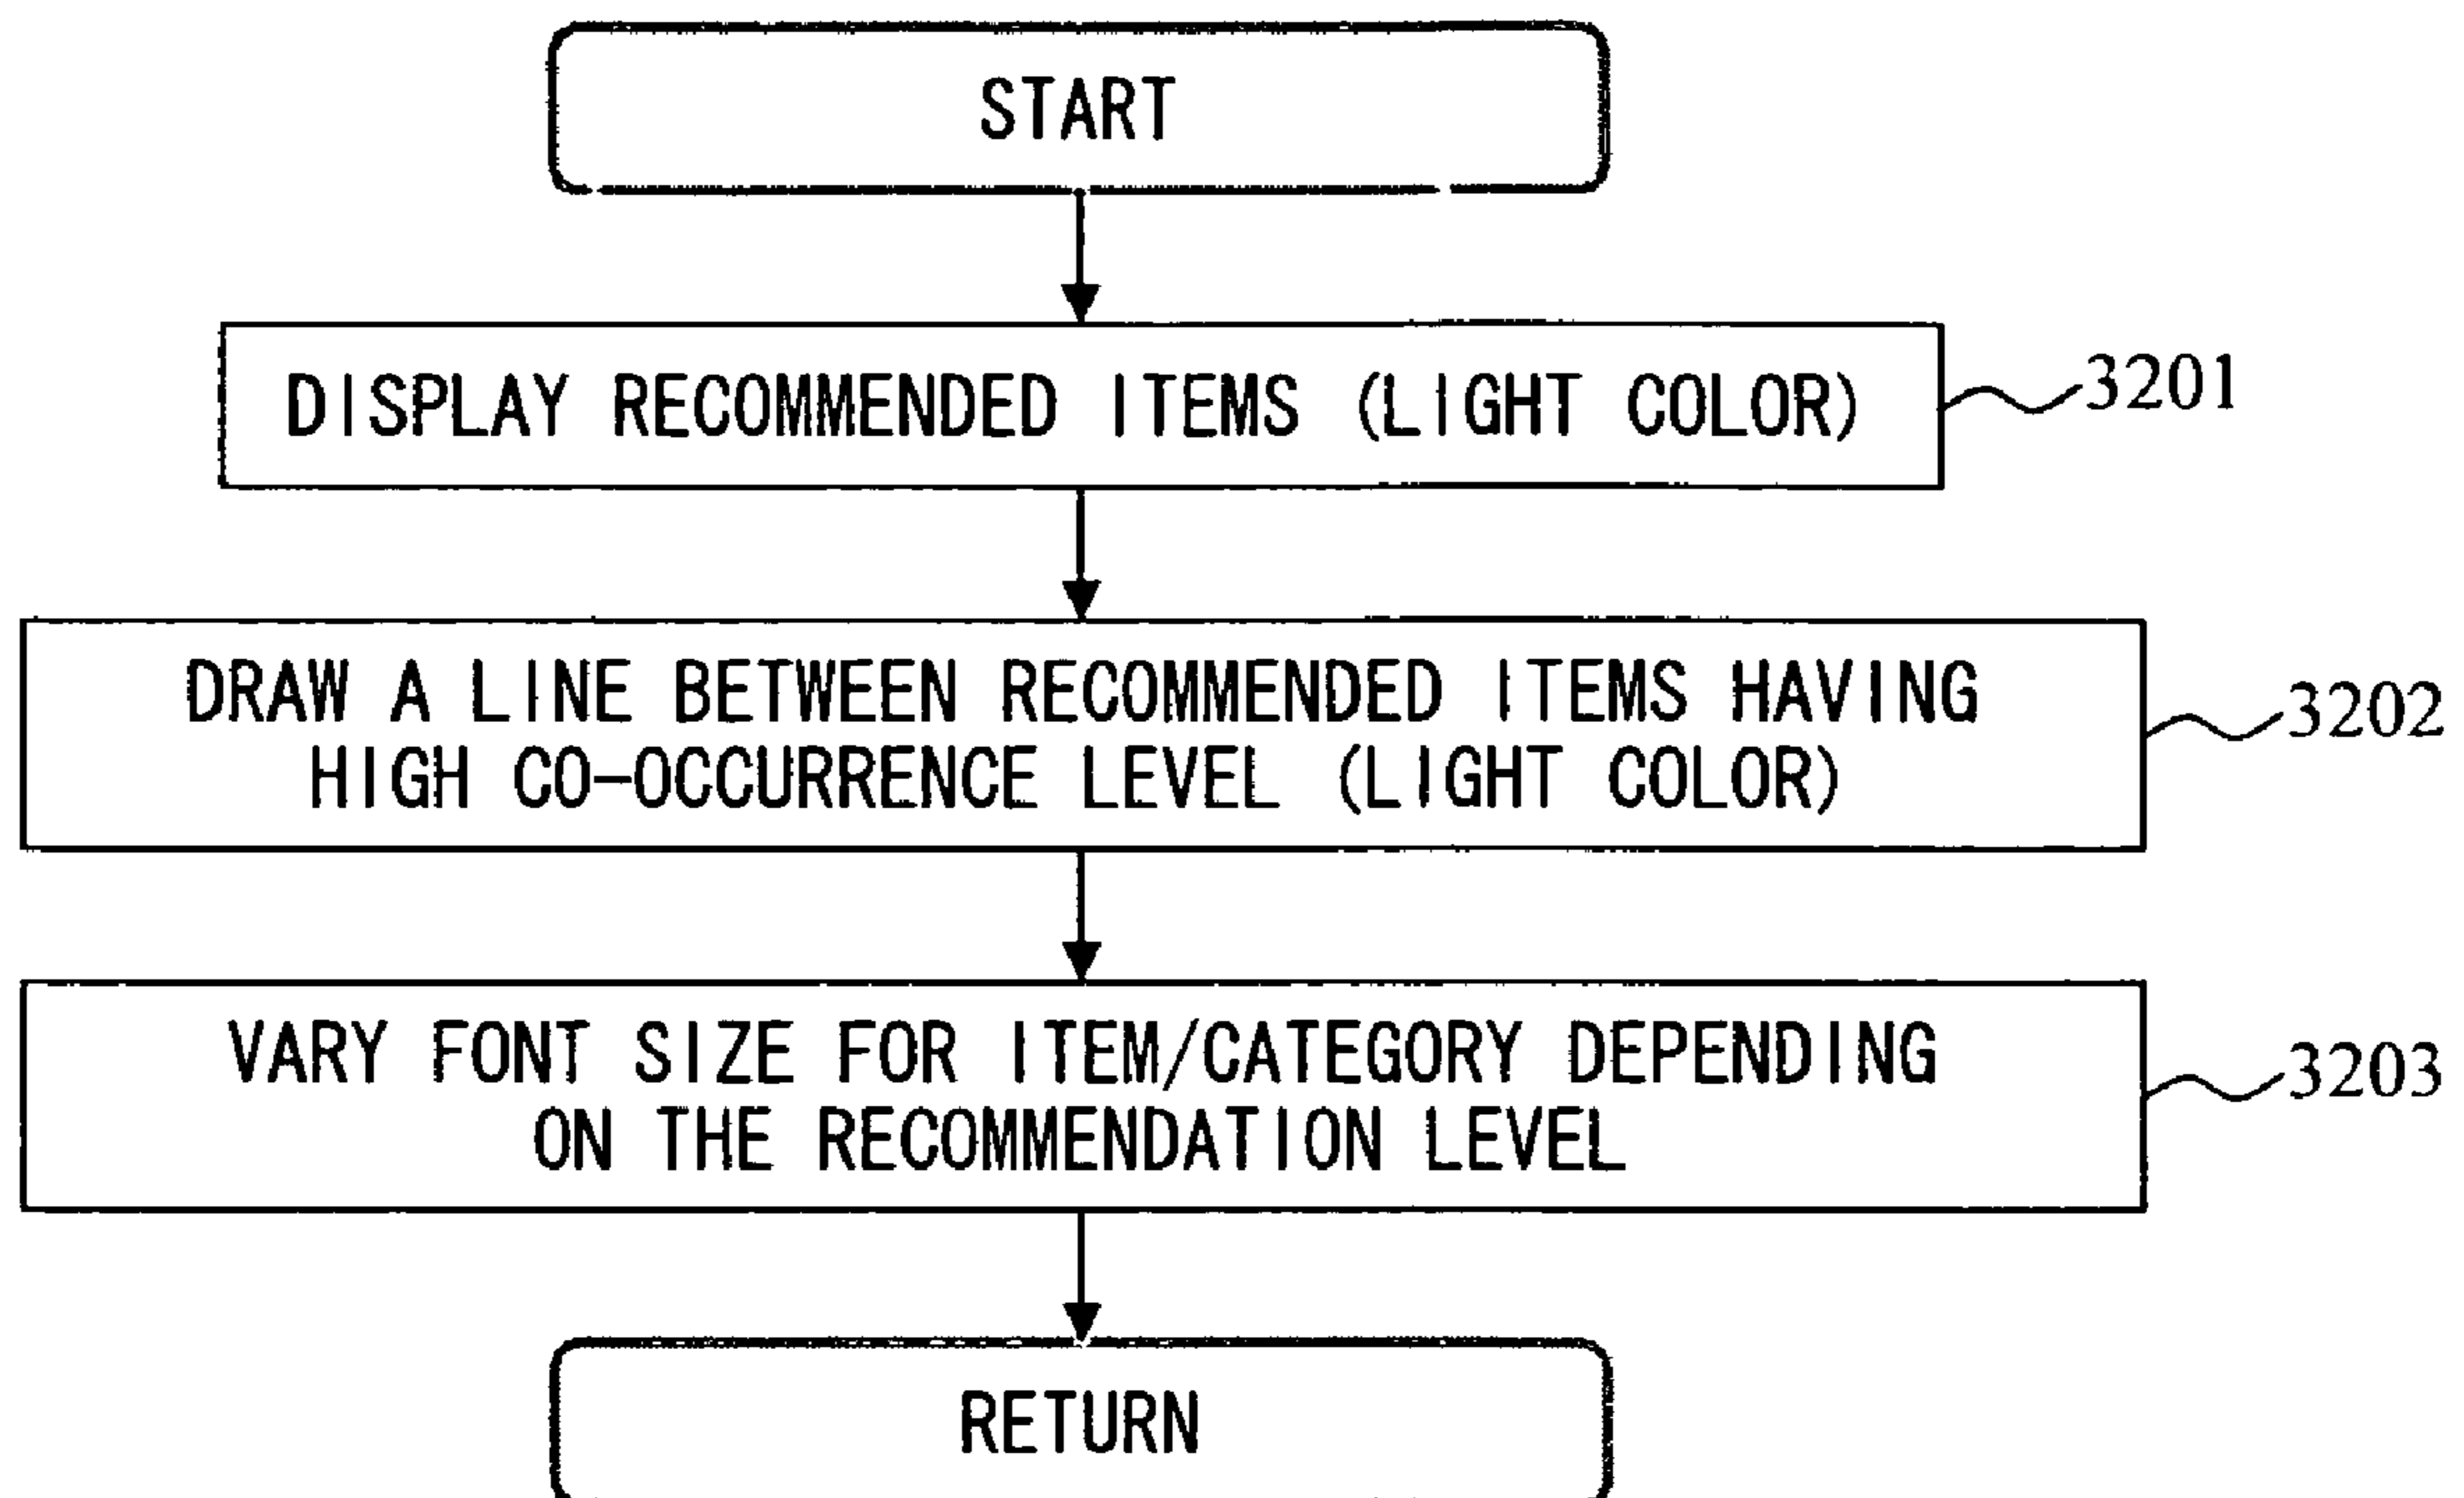 START
DISPLAY RECOMMENDED ITEMS (LIGHT COLOR)
3201
DRAW A LINE BETWEEN RECOMMENDED ITEMS HAVING
HIGH CO-OCCURRENCE LEVEL (LIGHT COLOR)
3202
VARY FONT SIZE FOR ITEM/CATEGORY DEPENDING
ON THE RECOMMENDATION LEVEL
3203
RETURN